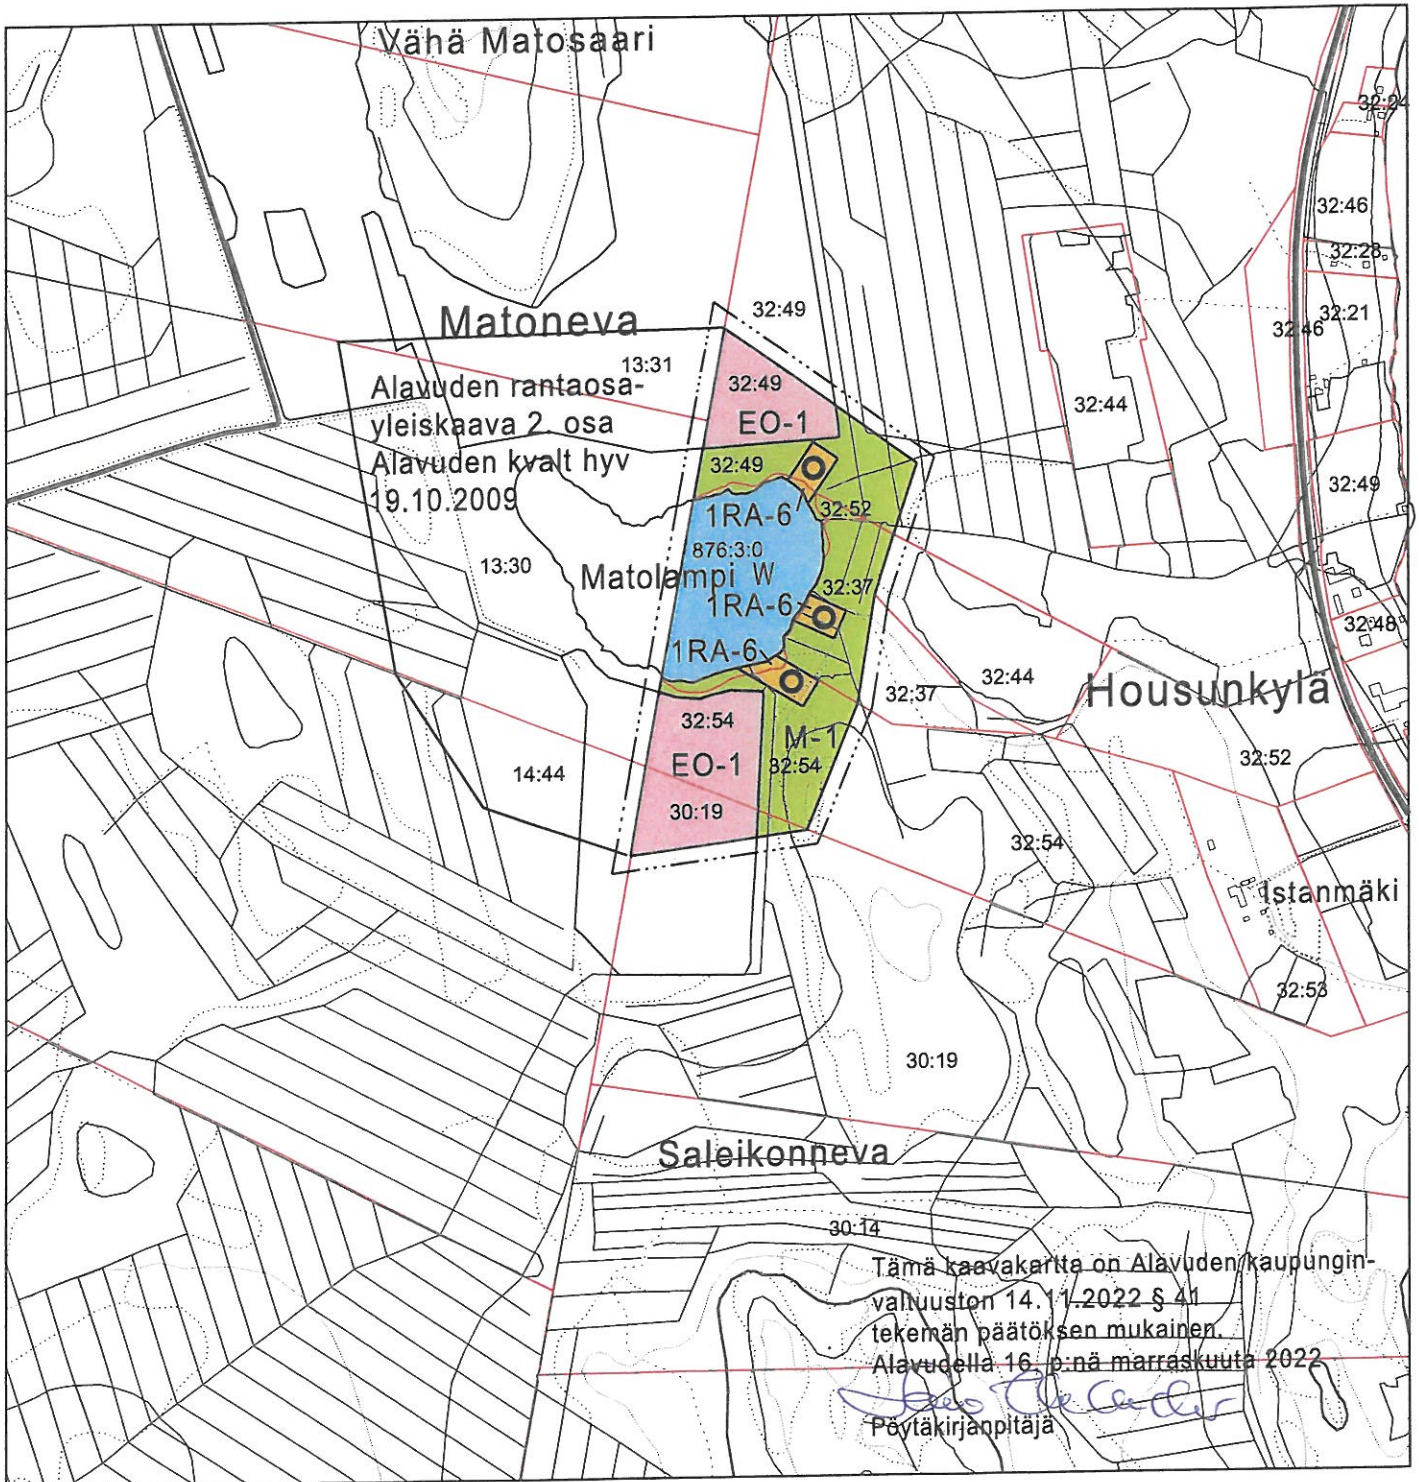 Vähä Matosaari
32:24
32:46
32:28
32:21
32:46
32:49
Matoneva
13:31
32:49
EO-1
32:44
Alavuden rantaosa-
yleiskaava 2. osa
Alavuden kvalt hyv
19.10.2009
32:49
32:49
1RA-6
32:52
876:3:0
13:30
Matolampi W
32:37
1RA-6
32:48
1RA-6
32:44
32:37
Housunkylä
32:54
M-1
32:52
EO-1
32:54
14:44
30:19
32:54
Istanmäki
32:53
30:19
Saleikonneva
30:14
Tämä kaavakartta on Alavuden kaupungin-
valtuuston 14.11.2022 § 41
tekemän päätöksen mukainen.
Alavudella 16. p:nä marraskuuta 2022
Pöytäkirjanpitäjä